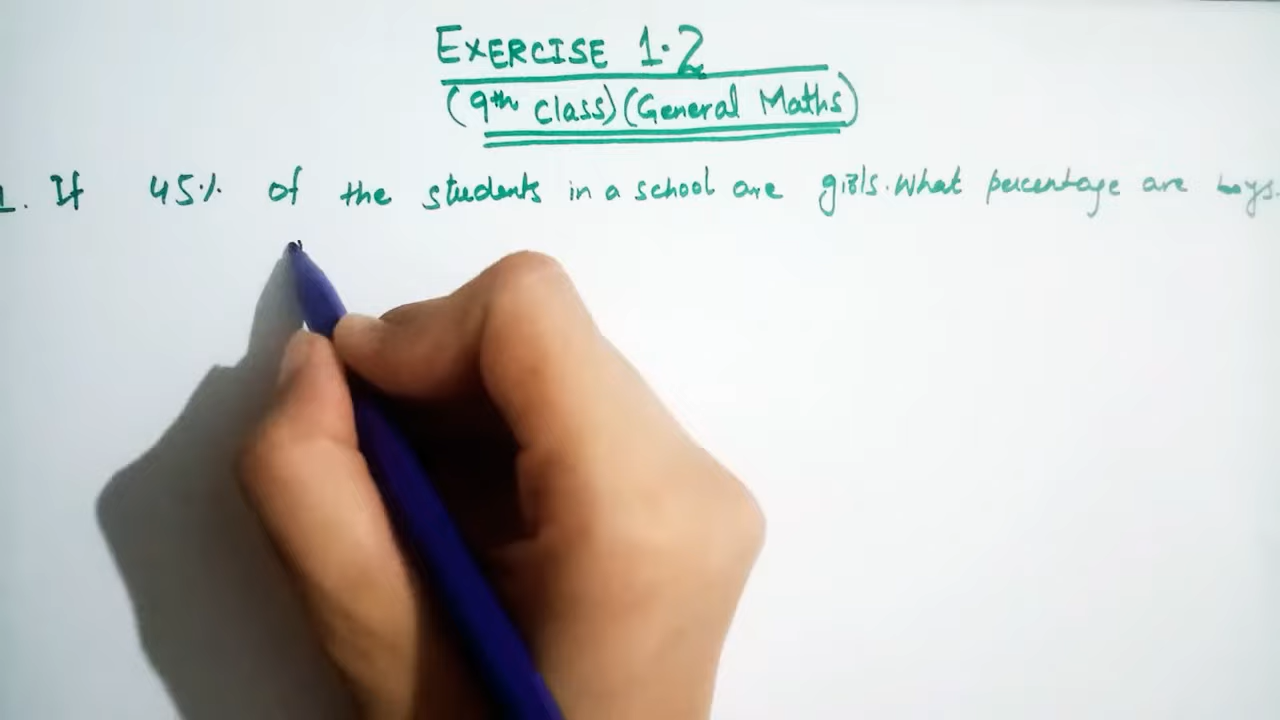 EXERCISE 1.2
(9th class)(General Maths)
1. If 45% of the students in a school are girls. What percentage are boys.